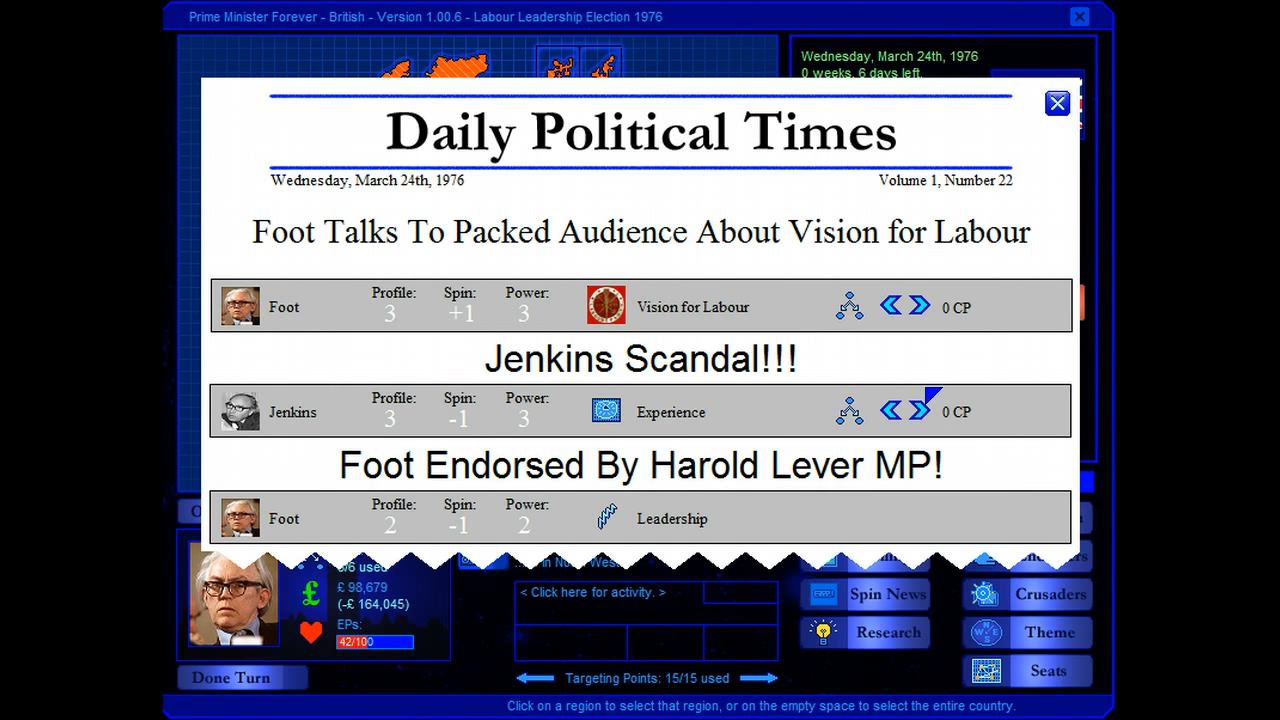 Prime Minister Forever - British - Version 1.00.6 - Labour Leadership Election 1976
Wednesday, March 24th, 1976
0 weeks, 6 days left.
Daily Political Times
Wednesday, March 24th, 1976
Volume 1, Number 22
Foot Talks To Packed Audience About Vision for Labour
Foot Profile: 3 Spin: +1 Power: 3 Vision for Labour 0 CP
Jenkins Scandal!!!
Jenkins Profile: 3 Spin: -1 Power: 3 Experience 0 CP
Foot Endorsed By Harold Lever MP!
Foot Profile: 2 Spin: -1 Power: 2 Leadership
£ 98,679
(-£ 164,045)
EPs:
42/100
< Click here for activity. >
Spin News
Crusaders
Research
Theme
Seats
Done Turn
Targeting Points: 15/15 used
Click on a region to select that region, or on the empty space to select the entire country.